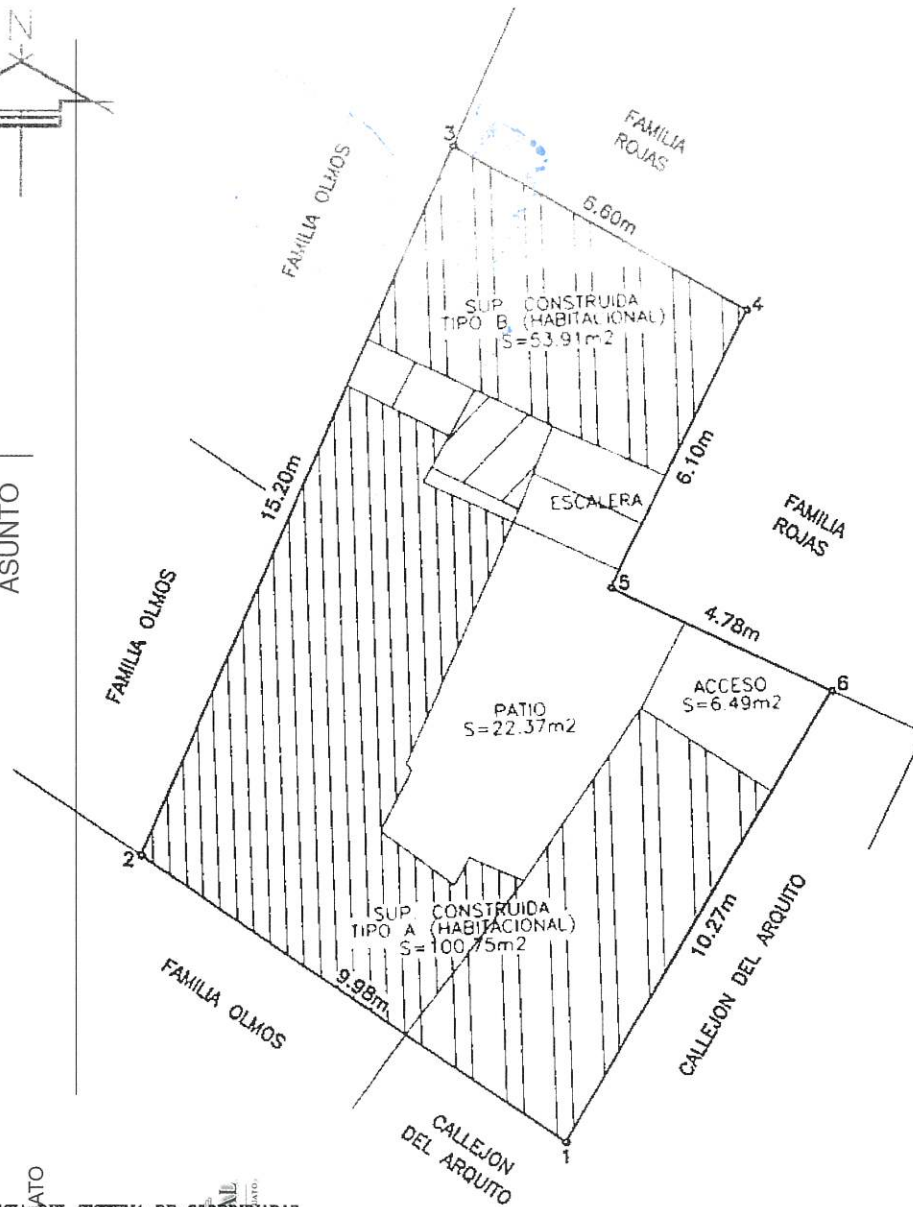 N
3
FAMILIA
ROJAS
FAMILIA OLMOS
6.60m
SUP. CONSTRUIDA
TIPO B (HABITACIONAL)
S=53.91m2
4
ASUNTO
15.20m
6.10m
ESCALERA
FAMILIA
ROJAS
5
4.78m
FAMILIA OLMOS
ACCESO
S=6.49m2
6
PATIO
S=22.37m2
2
SUP. CONSTRUIDA
TIPO A (HABITACIONAL)
S=100.75m2
10.27m
CALLEJON DEL ARQUITO
9.98m
FAMILIA OLMOS
CALLEJON
DEL ARQUITO
1
ATO
AL